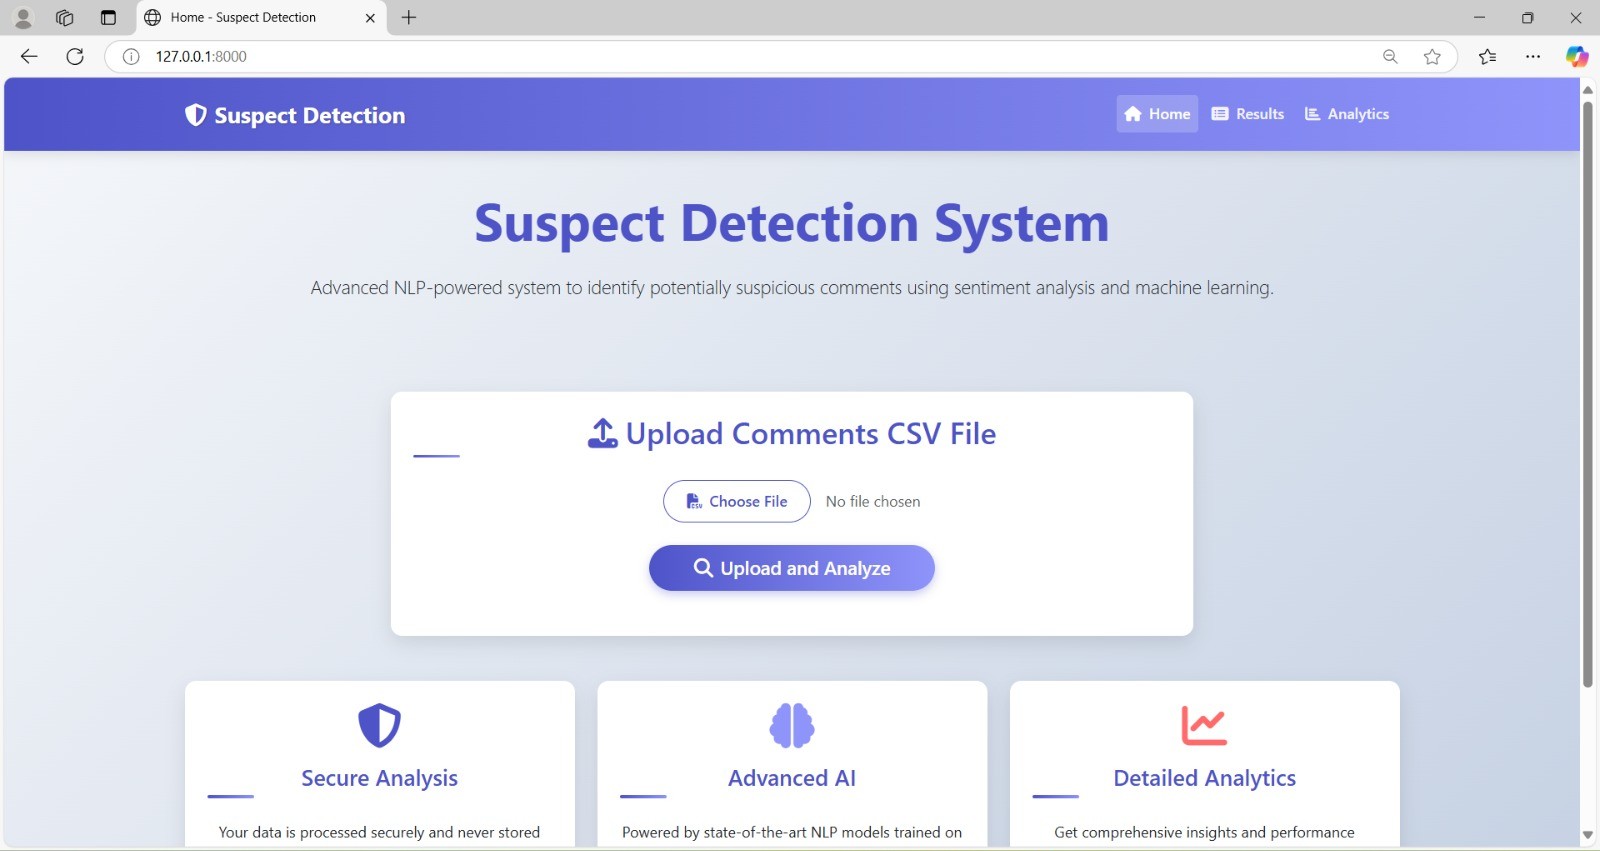 Home - Suspect Detection
127.0.0.1:8000
Suspect Detection
Home
Results
Analytics
Suspect Detection System
Advanced NLP-powered system to identify potentially suspicious comments using sentiment analysis and machine learning.
Upload Comments CSV File
CSV
Choose File
No file chosen
Upload and Analyze
Secure Analysis
Your data is processed securely and never stored
Advanced AI
Powered by state-of-the-art NLP models trained on
Detailed Analytics
Get comprehensive insights and performance